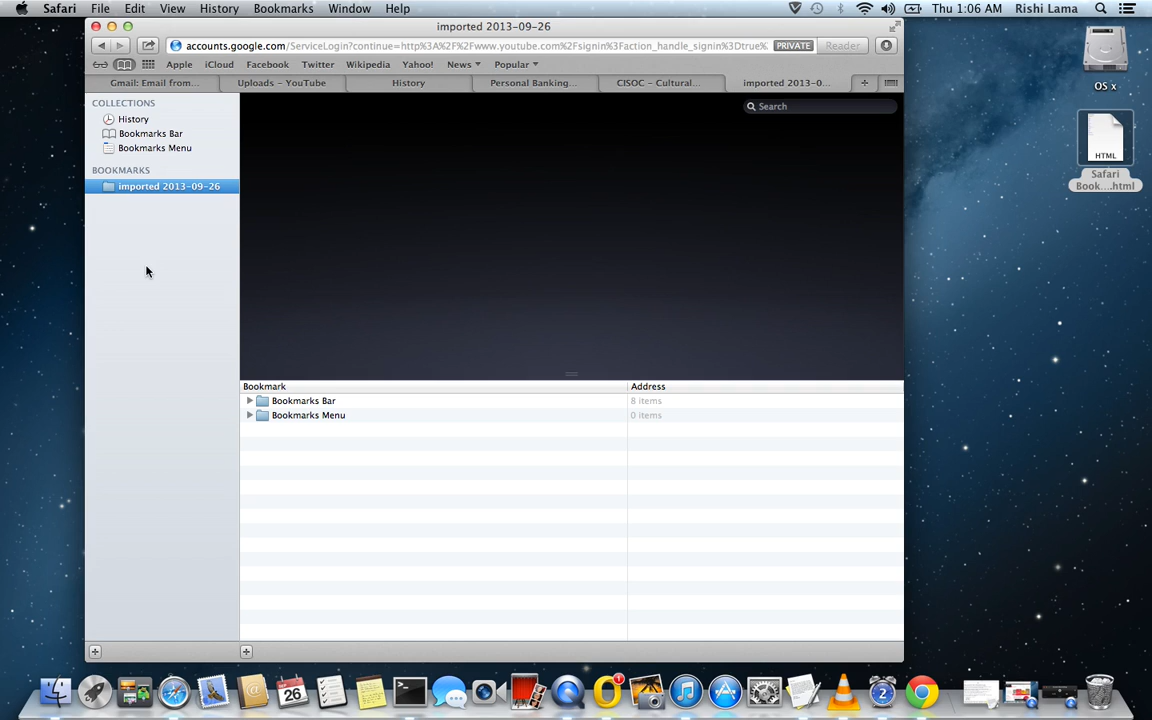 Safari File Edit View History Bookmarks Window Help Thu 1:06 AM Rishi Lama
imported 2013-09-26
accounts.google.com/ServiceLogin?continue=http%3A%2F%2Fwww.youtube.com%2Fsignin%3Faction_handle_signin%3Dtrue% PRIVATE Reader
Apple iCloud Facebook Twitter Wikipedia Yahoo! News Popular
Gmail: Email from... Uploads – YouTube History Personal Banking... CISOC – Cultural... imported 2013-0...
COLLECTIONS
History
Bookmarks Bar
Bookmarks Menu
BOOKMARKS
imported 2013-09-26
Search
Bookmark Address
Bookmarks Bar 8 items
Bookmarks Menu 0 items
OS x
HTML
Safari
Book....html
SEP
26
1
2